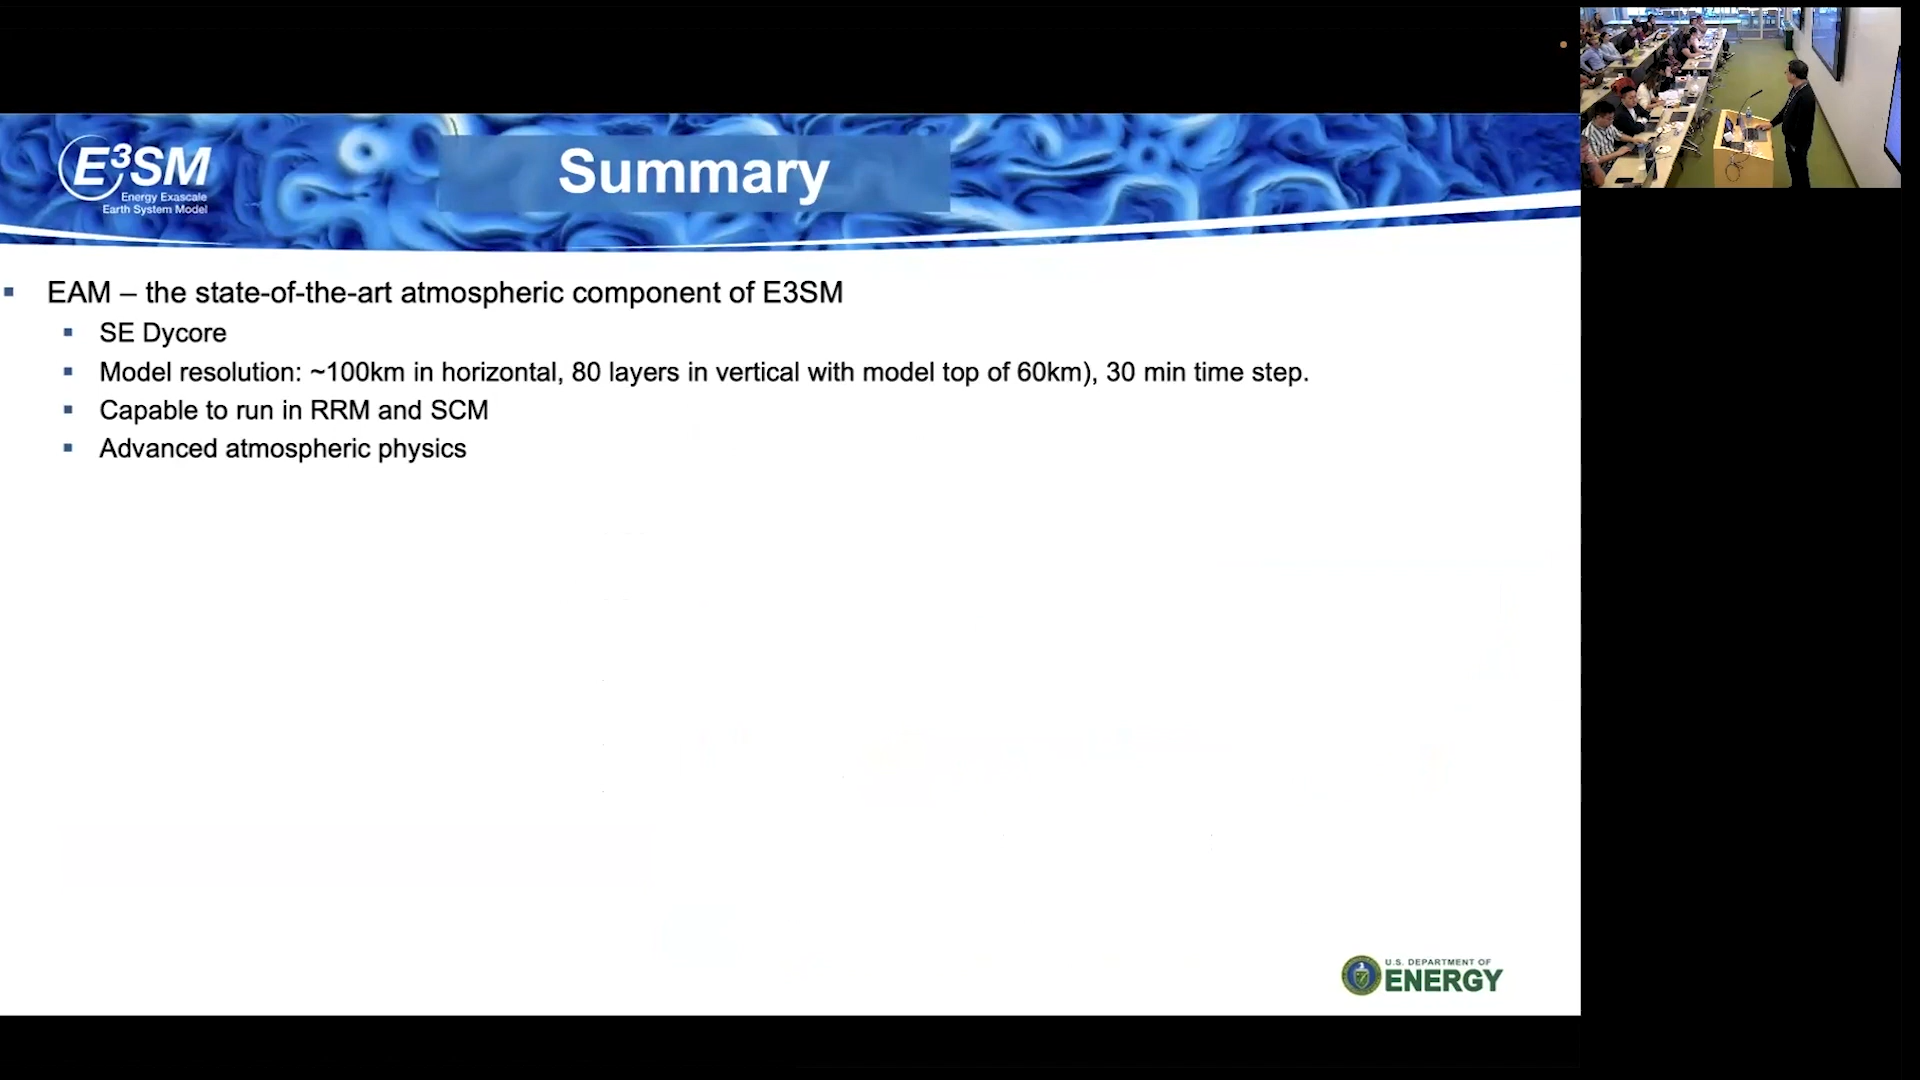 E3SM
Energy Exascale
Earth System Model
Summary
▪ EAM – the state-of-the-art atmospheric component of E3SM
▪ SE Dycore
▪ Model resolution: ~100km in horizontal, 80 layers in vertical with model top of 60km), 30 min time step.
▪ Capable to run in RRM and SCM
▪ Advanced atmospheric physics
U.S. DEPARTMENT OF
ENERGY